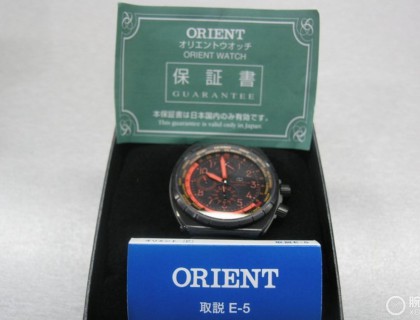 ORIENT
オリエントウオッチ
ORIENT WATCH
保証書
GUARANTEE
本保証書は日本国内のみ有効です。
This guarantee is valid only in Japan
ORIENT
取説 E-5